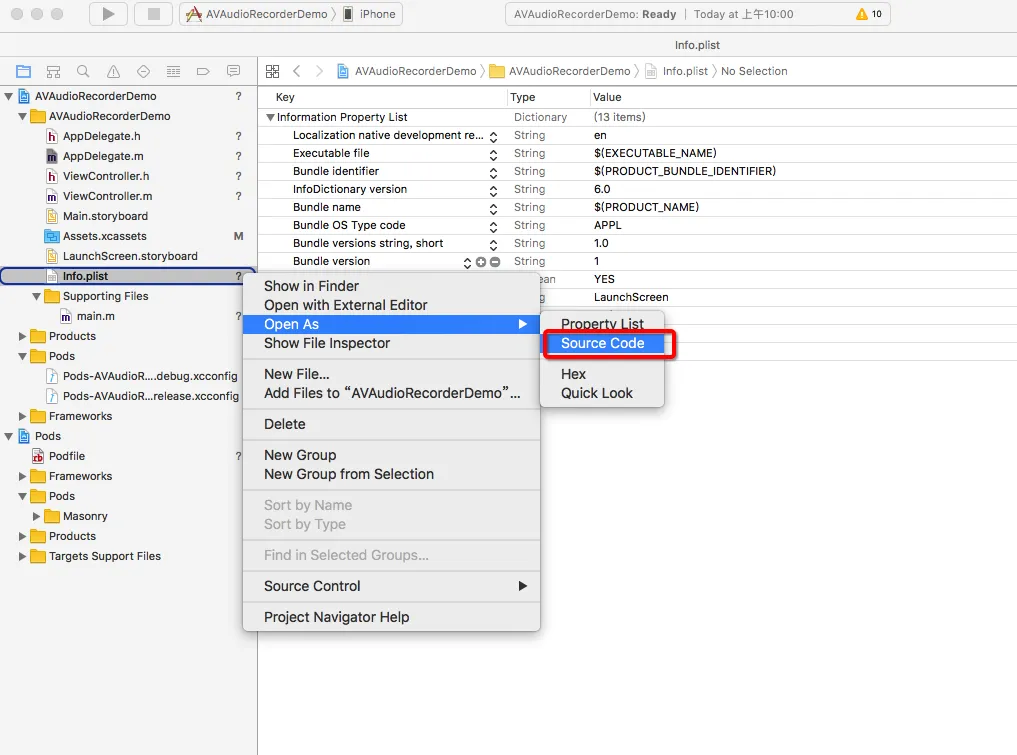 AVAudioRecorderDemo iPhone AVAudioRecorderDemo: Ready | Today at 上午10:00 10
Info.plist
AVAudioRecorderDemo AVAudioRecorderDemo Info.plist No Selection
AVAudioRecorderDemo ?
AVAudioRecorderDemo
AppDelegate.h ?
AppDelegate.m ?
ViewController.h ?
ViewController.m ?
Main.storyboard
Assets.xcassets M
LaunchScreen.storyboard
Info.plist ?
Supporting Files
main.m ?
Products
Pods
Pods-AVAudioR....debug.xcconfig
Pods-AVAudioR...release.xcconfig
Frameworks
Pods
Podfile ?
Frameworks
Pods
Masonry
Products
Targets Support Files
Key Type Value
Information Property List Dictionary (13 items)
Localization native development re... String en
Executable file String $(EXECUTABLE_NAME)
Bundle identifier String $(PRODUCT_BUNDLE_IDENTIFIER)
InfoDictionary version String 6.0
Bundle name String $(PRODUCT_NAME)
Bundle OS Type code String APPL
Bundle versions string, short String 1.0
Bundle version String 1
ean YES
g LaunchScreen
Show in Finder
Open with External Editor
Open As
Show File Inspector
New File...
Add Files to “AVAudioRecorderDemo”...
Delete
New Group
New Group from Selection
Sort by Name
Sort by Type
Find in Selected Groups...
Source Control
Project Navigator Help
Property List
Source Code
Hex
Quick Look